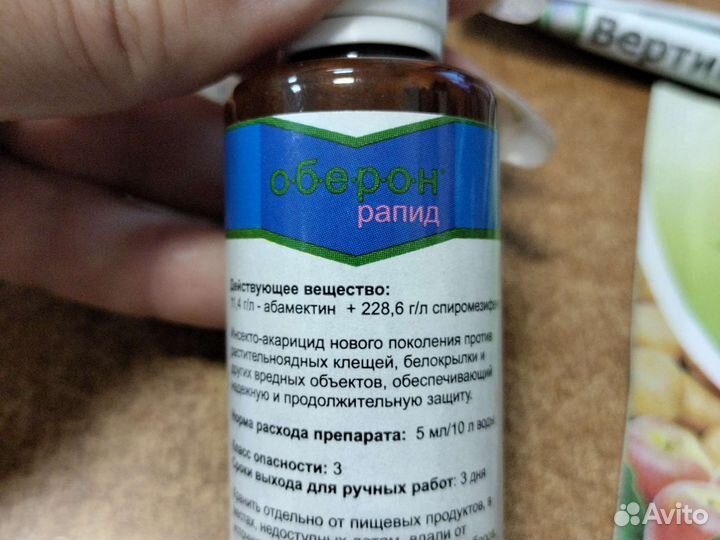 Верти
о·б·е·р·о·н®
рапид
Действующее вещество:
11,4 г/л - абамектин + 228,6 г/л спиромезифен
Инсекто-акарицид нового поколения против
растительноядных клещей, белокрылки и
других вредных объектов, обеспечивающий
надежную и продолжительную защиту.
Норма расхода препарата: 5 мл/10 л воды
Класс опасности: 3
Сроки выхода для ручных работ: 3 дня
Хранить отдельно от пищевых продуктов, в
местах, недоступных детям, вдали от
Avito